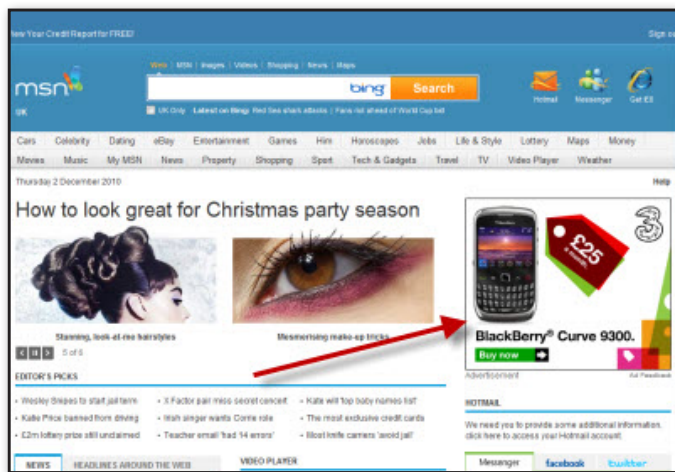 View Your Credit Report for FREE!
Sign out
Web | MSN | Images | Videos | Shopping | News | Maps
msn
UK
bing
Search
Hotmail
Messenger
Get IE8
UK Only Latest on Bing: Red Sea shark attacks | Fans riot ahead of World Cup bid
Cars Celebrity Dating eBay Entertainment Games Him Horoscopes Jobs Life & Style Lottery Maps Money
Movies Music My MSN News Property Shopping Sport Tech & Gadgets Travel TV Video Player Weather
Thursday 2 December 2010
Help
How to look great for Christmas party season
Stunning, look-at-me hairstyles
Mesmerising make-up tricks
5 of 6
3
£25
a month.
BlackBerry® Curve 9300.
Buy now
Advertisement
Ad Feedback
EDITOR'S PICKS
• Wesley Snipes to start jail term
• X Factor pair miss secret concert
• Kate will 'top baby names list'
• Katie Price banned from driving
• Irish singer wants Corrie role
• The most exclusive credit cards
• £2m lottery prize still unclaimed
• Teacher email 'had 14 errors'
• Most knife carriers 'avoid jail'
HOTMAIL
We need you to provide some additional information,
click here to access your Hotmail account.
NEWS
HEADLINES AROUND THE WEB
VIDEO PLAYER
Messenger
facebook
twitter